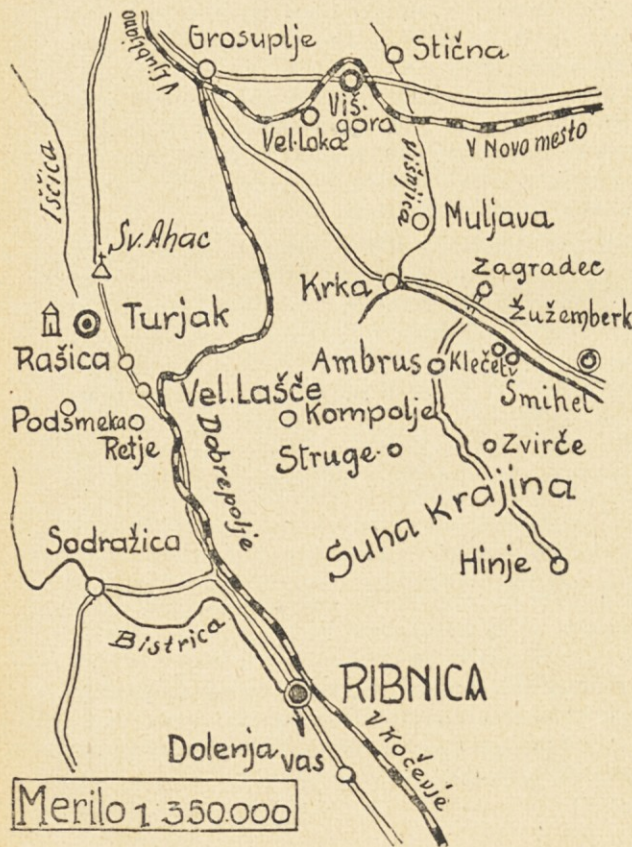 V Ljubljano
Grosuplje
Stična
Viš.
gora
Vel.Loka
V Novo mesto
Iščica
Višnjica
Sv. Ahac
Muljava
Krka
Zagradec
Žužemberk
Turjak
Rašica
Ambrus
Klečet
Šmihel
Vel. Lašče
Kompolje
Podsmeka
Retje
Dobrepolje
Struge
Zvirče
Suha Krajina
Sodražica
Hinje
Bistrica
RIBNICA
V Kočevje
Dolenja vas
Merilo 1 350.000